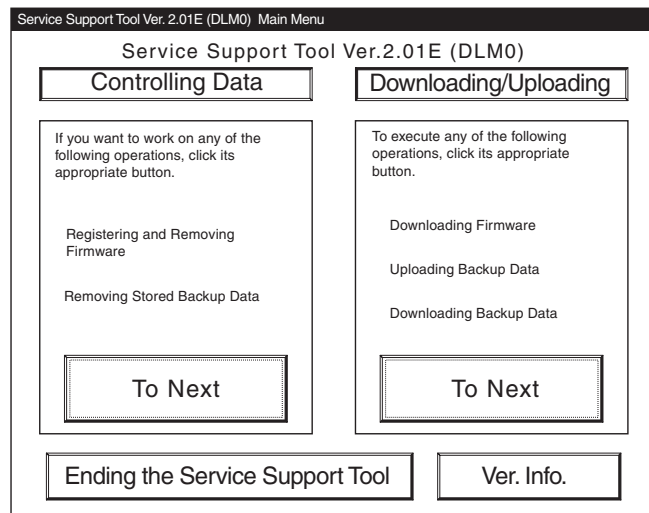 Service Support Tool Ver. 2.01E (DLM0)  Main Menu
Service Support Tool Ver.2.01E (DLM0)
Controlling Data
Downloading/Uploading
If you want to work on any of the
following operations, click its
appropriate button.
Registering and Removing
Firmware
Removing Stored Backup Data
To Next
To execute any of the following
operations, click its appropriate
button.
Downloading Firmware
Uploading Backup Data
Downloading Backup Data
To Next
Ending the Service Support Tool
Ver. Info.